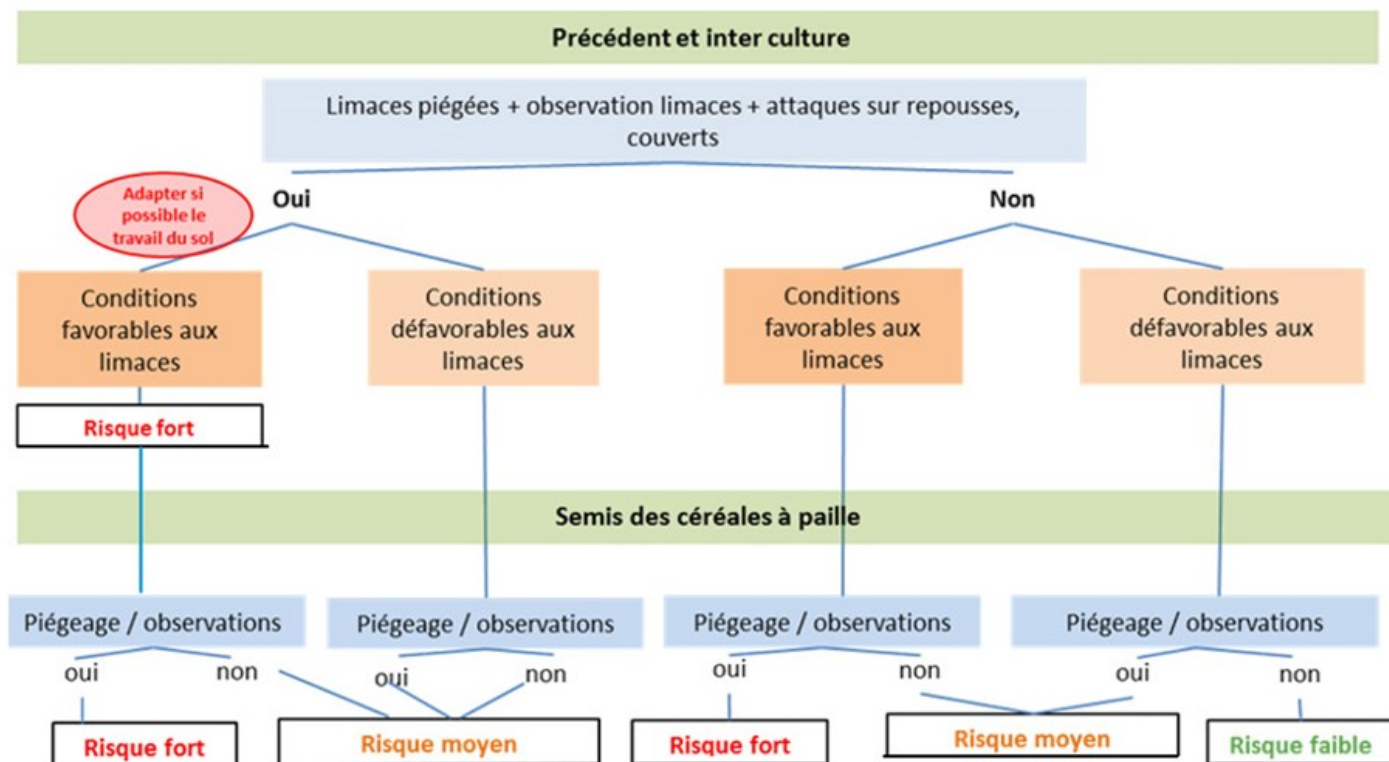 Précédent et inter culture
Limaces piégées + observation limaces + attaques sur repousses,
couverts
Adapter si
possible le
travail du sol
Oui
Non
Conditions
favorables aux
limaces
Conditions
défavorables aux
limaces
Conditions
favorables aux
limaces
Conditions
défavorables aux
limaces
Risque fort
Semis des céréales à paille
Piégeage / observations
Piégeage / observations
Piégeage / observations
Piégeage / observations
oui
non
oui
non
oui
non
oui
non
Risque fort
Risque moyen
Risque fort
Risque moyen
Risque faible